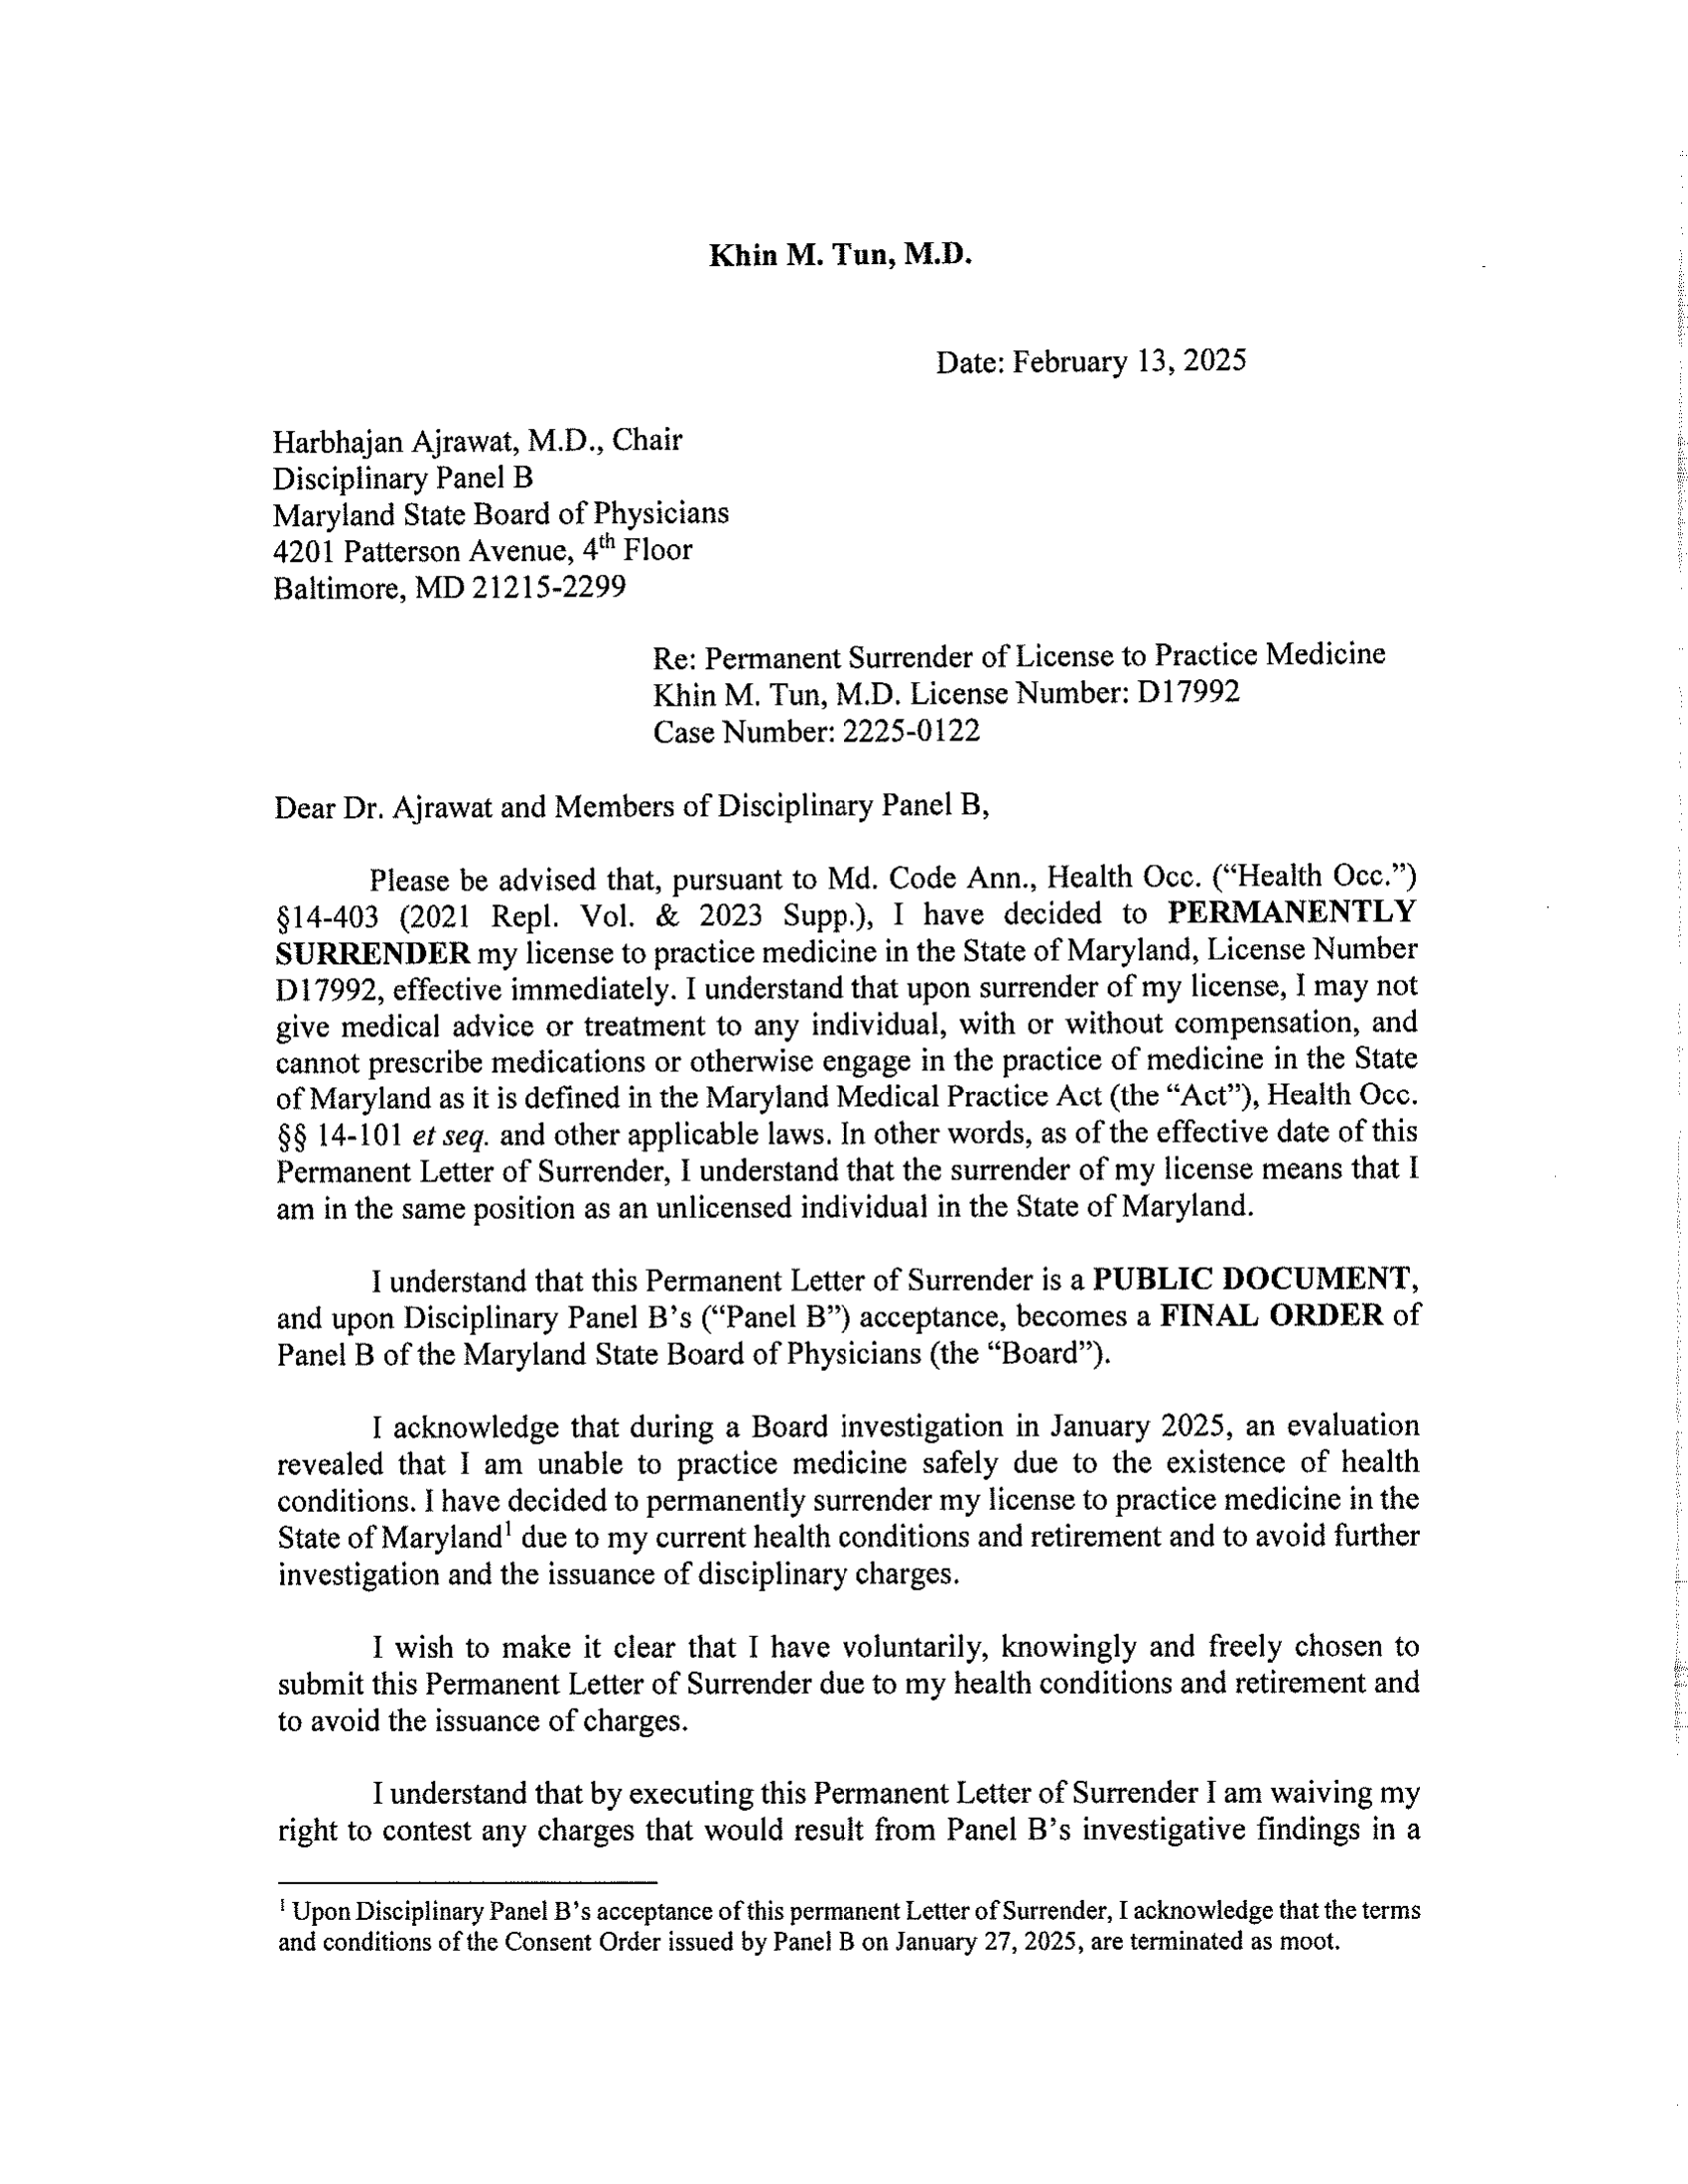 Khin M. Tun, M.D.
Date: February 13, 2025
Harbhajan Ajrawat, M.D., Chair
Disciplinary Panel B
Maryland State Board of Physicians
4201 Patterson Avenue, 4th Floor
Baltimore, MD 21215-2299
Re: Permanent Surrender of License to Practice Medicine
Khin M. Tun, M.D. License Number: D17992
Case Number: 2225-0122
Dear Dr. Ajrawat and Members of Disciplinary Panel B,
Please be advised that, pursuant to Md. Code Ann., Health Occ. (“Health Occ.”)
§14-403 (2021 Repl. Vol. & 2023 Supp.), I have decided to PERMANENTLY
SURRENDER my license to practice medicine in the State of Maryland, License Number
D17992, effective immediately. I understand that upon surrender of my license, I may not
give medical advice or treatment to any individual, with or without compensation, and
cannot prescribe medications or otherwise engage in the practice of medicine in the State
of Maryland as it is defined in the Maryland Medical Practice Act (the “Act”), Health Occ.
§§ 14-101 et seq. and other applicable laws. In other words, as of the effective date of this
Permanent Letter of Surrender, I understand that the surrender of my license means that I
am in the same position as an unlicensed individual in the State of Maryland.
I understand that this Permanent Letter of Surrender is a PUBLIC DOCUMENT,
and upon Disciplinary Panel B’s (“Panel B”) acceptance, becomes a FINAL ORDER of
Panel B of the Maryland State Board of Physicians (the “Board”).
I acknowledge that during a Board investigation in January 2025, an evaluation
revealed that I am unable to practice medicine safely due to the existence of health
conditions. I have decided to permanently surrender my license to practice medicine in the
State of Maryland¹ due to my current health conditions and retirement and to avoid further
investigation and the issuance of disciplinary charges.
I wish to make it clear that I have voluntarily, knowingly and freely chosen to
submit this Permanent Letter of Surrender due to my health conditions and retirement and
to avoid the issuance of charges.
I understand that by executing this Permanent Letter of Surrender I am waiving my
right to contest any charges that would result from Panel B’s investigative findings in a
¹ Upon Disciplinary Panel B’s acceptance of this permanent Letter of Surrender, I acknowledge that the terms
and conditions of the Consent Order issued by Panel B on January 27, 2025, are terminated as moot.